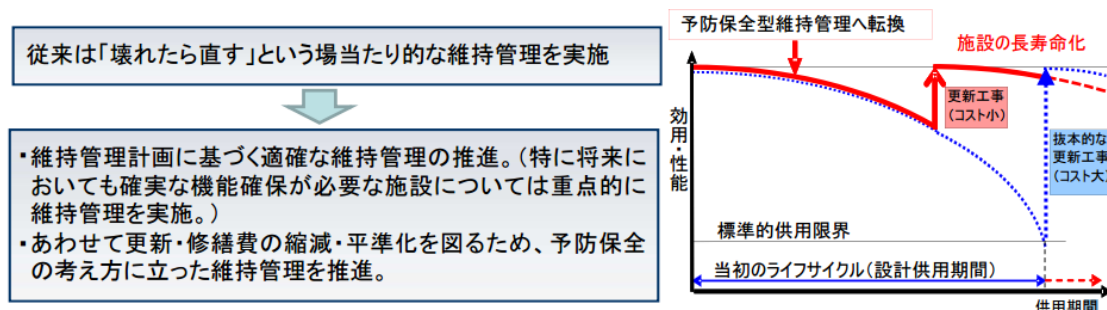 従来は「壊れたら直す」という場当たり的な維持管理を実施
・維持管理計画に基づく適確な維持管理の推進。(特に将来に
おいても確実な機能確保が必要な施設については重点的に
維持管理を実施。)
・あわせて更新・修繕費の縮減・平準化を図るため、予防保全
の考え方に立った維持管理を推進。
予防保全型維持管理へ転換
施設の長寿命化
効用・性能
更新工事
(コスト小)
抜本的な
更新工事
(コスト大)
標準的供用限界
当初のライフサイクル(設計供用期間)
供用期間